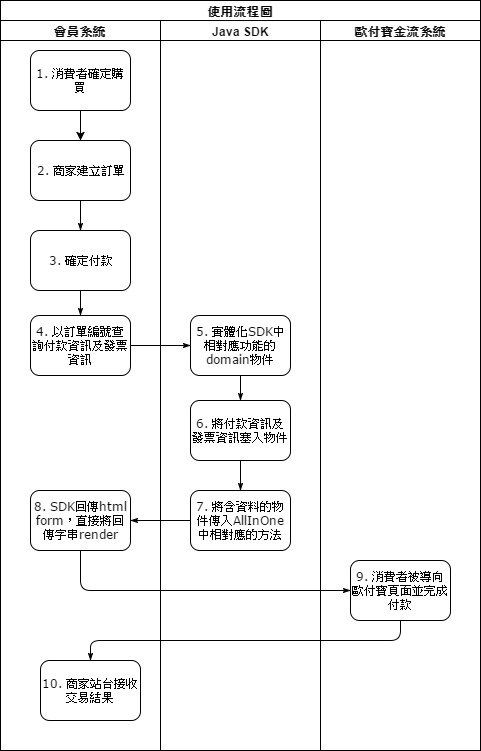 使用流程圖
會員系統
Java SDK
歐付寶金流系統
1. 消費者確定購
買
2. 商家建立訂單
3. 確定付款
4. 以訂單編號查
詢付款資訊及發票
資訊
5. 實體化SDK中
相對應功能的
domain物件
6. 將付款資訊及
發票資訊塞入物件
7. 將含資料的物
件傳入AllInOne
中相對應的方法
8. SDK回傳html
form，直接將回
傳字串render
9. 消費者被導向
歐付寶頁面並完成
付款
10. 商家站台接收
交易結果